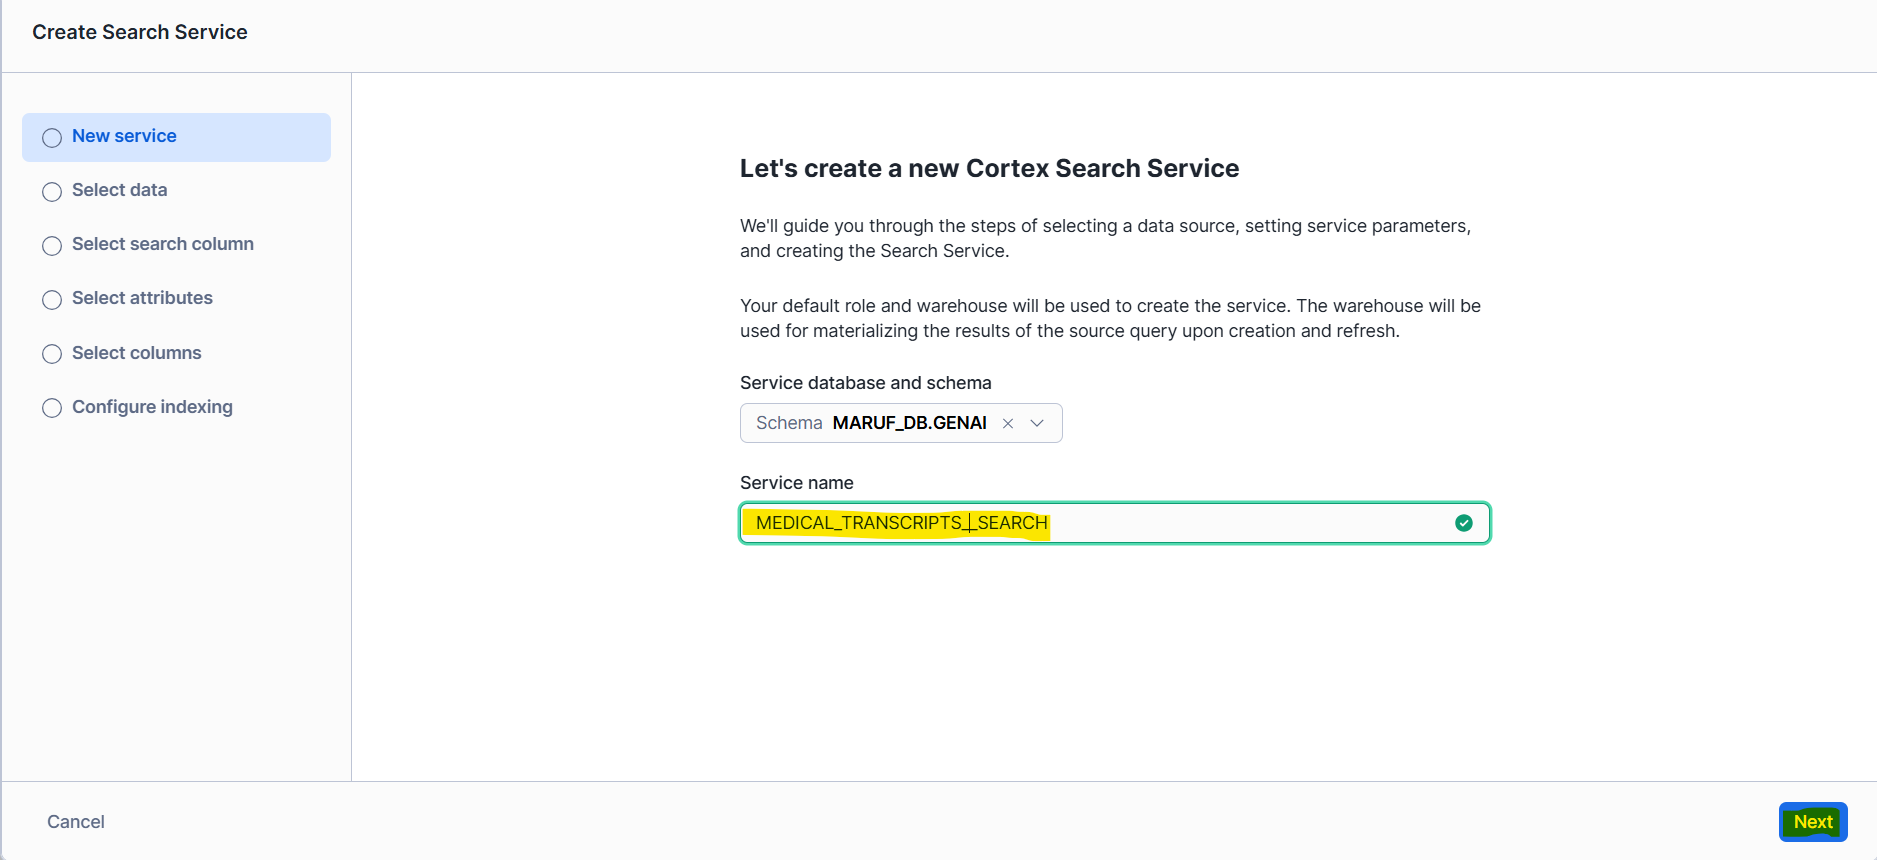 Create Search Service
New service
Select data
Select search column
Select attributes
Select columns
Configure indexing
Let's create a new Cortex Search Service
We'll guide you through the steps of selecting a data source, setting service parameters,
and creating the Search Service.
Your default role and warehouse will be used to create the service. The warehouse will be
used for materializing the results of the source query upon creation and refresh.
Service database and schema
Schema MARUF_DB.GENAI
Service name
MEDICAL_TRANSCRIPTS__SEARCH
Cancel
Next